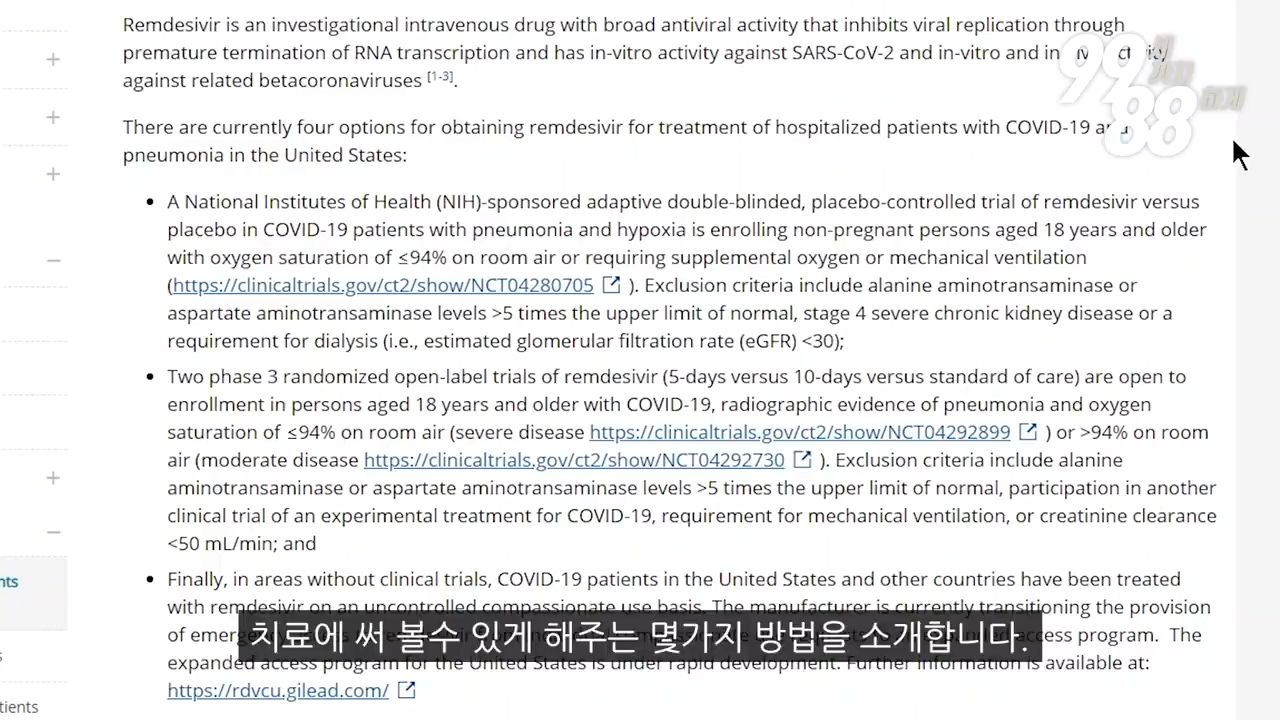 Remdesivir is an investigational intravenous drug with broad antiviral activity that inhibits viral replication through
premature termination of RNA transcription and has in-vitro activity against SARS-CoV-2 and in-vitro and in
against related betacoronaviruses [1-3].
99
88
하게
There are currently four options for obtaining remdesivir for treatment of hospitalized patients with COVID-19 and
pneumonia in the United States:
• A National Institutes of Health (NIH)-sponsored adaptive double-blinded, placebo-controlled trial of remdesivir versus
placebo in COVID-19 patients with pneumonia and hypoxia is enrolling non-pregnant persons aged 18 years and older
with oxygen saturation of ≤94% on room air or requiring supplemental oxygen or mechanical ventilation
(https://clinicaltrials.gov/ct2/show/NCT04280705 ). Exclusion criteria include alanine aminotransaminase or
aspartate aminotransaminase levels >5 times the upper limit of normal, stage 4 severe chronic kidney disease or a
requirement for dialysis (i.e., estimated glomerular filtration rate (eGFR) <30);
• Two phase 3 randomized open-label trials of remdesivir (5-days versus 10-days versus standard of care) are open to
enrollment in persons aged 18 years and older with COVID-19, radiographic evidence of pneumonia and oxygen
saturation of ≤94% on room air (severe disease https://clinicaltrials.gov/ct2/show/NCT04292899 ) or >94% on room
air (moderate disease https://clinicaltrials.gov/ct2/show/NCT04292730 ). Exclusion criteria include alanine
aminotransaminase or aspartate aminotransaminase levels >5 times the upper limit of normal, participation in another
clinical trial of an experimental treatment for COVID-19, requirement for mechanical ventilation, or creatinine clearance
<50 mL/min; and
• Finally, in areas without clinical trials, COVID-19 patients in the United States and other countries have been treated
with remdesivir on an uncontrolled compassionate use basis. The manufacturer is currently transitioning the provision
of access program. The
expanded access program for the United States is under rapid development. Further information is available at:
https://rdvcu.gilead.com/
nts
s
tients
치료에 써 볼수 있게 해주는 몇가지 방법을 소개합니다.